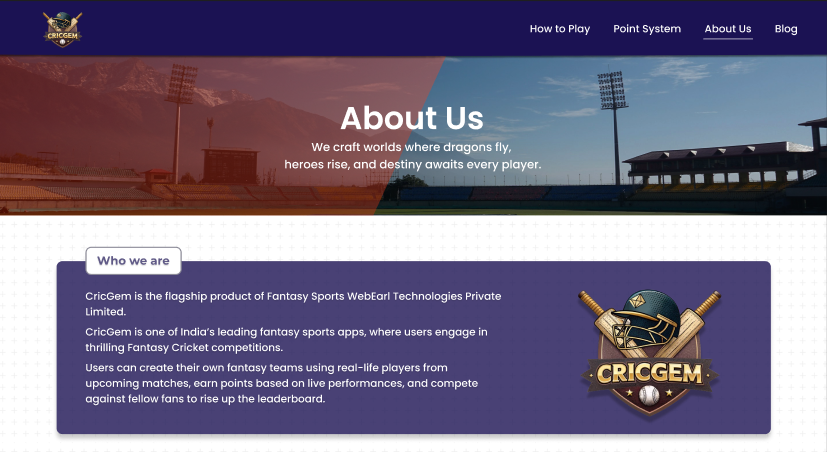 CRICGEM
How to Play
Point System
About Us
Blog
About Us
We craft worlds where dragons fly,
heroes rise, and destiny awaits every player.
Who we are
CricGem is the flagship product of Fantasy Sports WebEarl Technologies Private
Limited.
CricGem is one of India’s leading fantasy sports apps, where users engage in
thrilling Fantasy Cricket competitions.
Users can create their own fantasy teams using real-life players from
upcoming matches, earn points based on live performances, and compete
against fellow fans to rise up the leaderboard.
CRICGEM